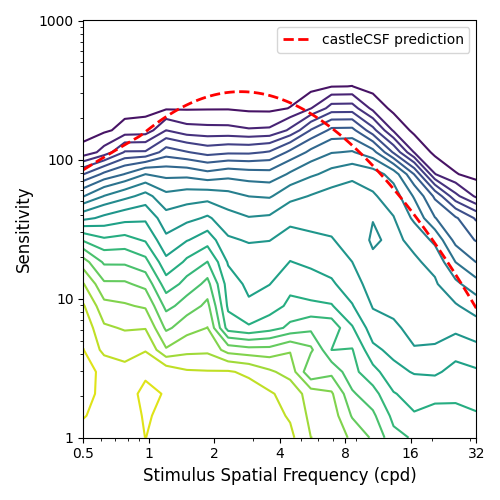 1000
castleCSF prediction
100
Sensitivity
10
1
0.5 1 2 4 8 16 32
Stimulus Spatial Frequency (cpd)